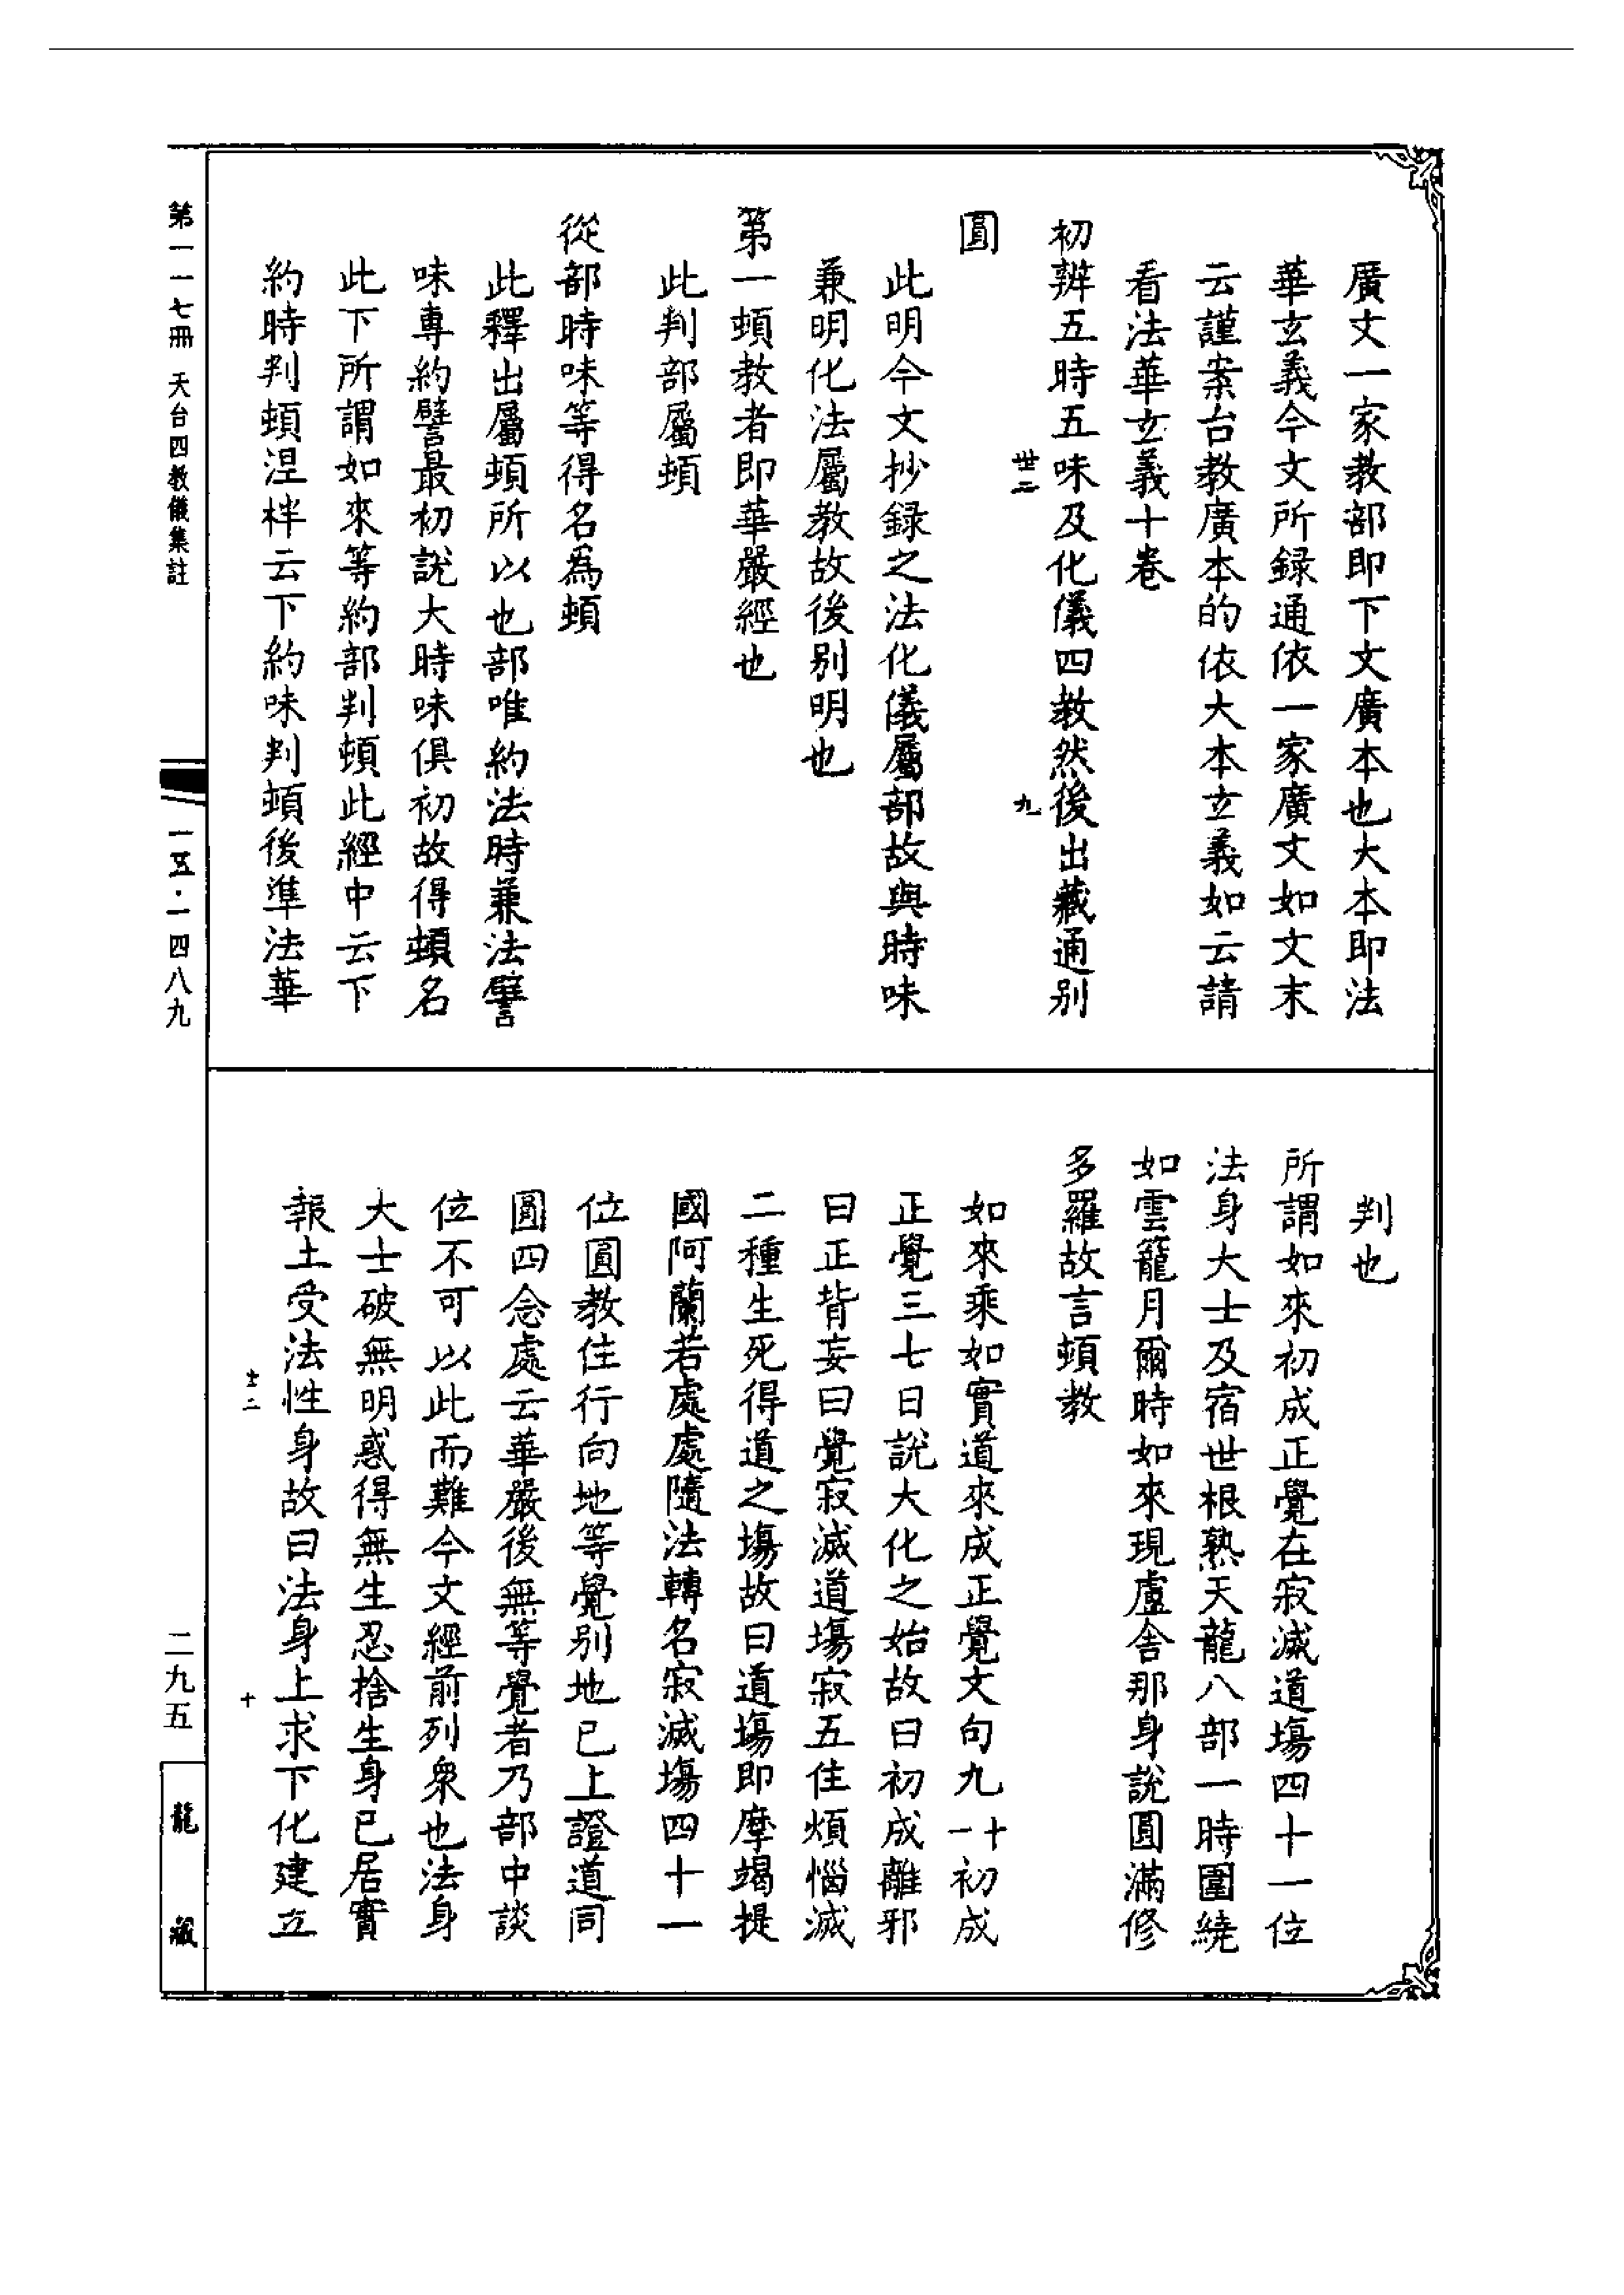 廣文一家教部即下文廣本也大本即法
華玄義今文所録通依一家廣文如文末
云謹案台教廣本的依大本玄義如云請
看法華玄義十卷
初辨五時五味及化儀四教然後出藏通別
圓
此明今文抄録之法化儀屬部故與時味
兼明化法屬教故後別明也
第一頓教者即華嚴經也
此判部屬頓
從部時味等得名為頓
此釋出屬頓所以也部唯約法時兼法譬
味專約譬最初說大時味俱初故得頓名
此下所謂如來等約部判頓此經中云下
約時判頓涅槃云下約味判頓後準法華
判也
所謂如來初成正覺在寂滅道場四十一位
法身大士及宿世根熟天龍八部一時圍繞
如雲籠月爾時如來現盧舍那身說圓滿修
多羅故言頓教
如來乘如實道來成正覺文句九十一初成
正覺三七日說大化之始故曰初成離邪
曰正背妄曰覺寂滅道塲寂五住煩惱滅
二種生死得道之塲故曰道塲即摩竭提
國阿蘭若處處隨法轉名寂滅塲四十一
位圓教住行向地等覺別地已上證道同
圓四念處云華嚴後無等覺者乃部中談
位不可以此而難今文經前列衆也法身
大士破無明惑得無生忍捨生身已居實
報土受法性身故曰法身上求下化建立
第一一七冊 天台四教儀集註
一五·一四八九
二九五
龍藏